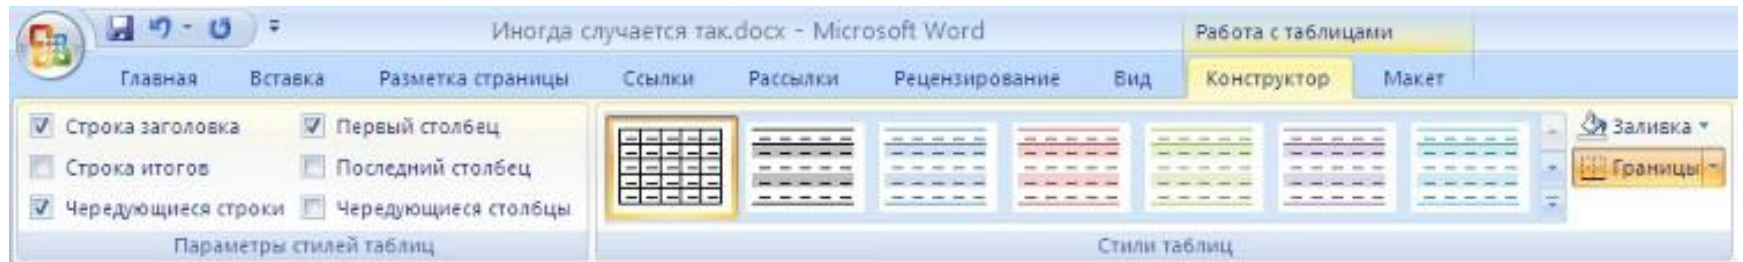 Иногда случается так.docx - Microsoft Word
Работа с таблицами
Главная Вставка Разметка страницы Ссылки Рассылки Рецензирование Вид Конструктор Макет
Строка заголовка Первый столбец
Заливка
Строка итогов Последний столбец
Границы
Чередующиеся строки Чередующиеся столбцы
Параметры стилей таблиц
Стили таблиц